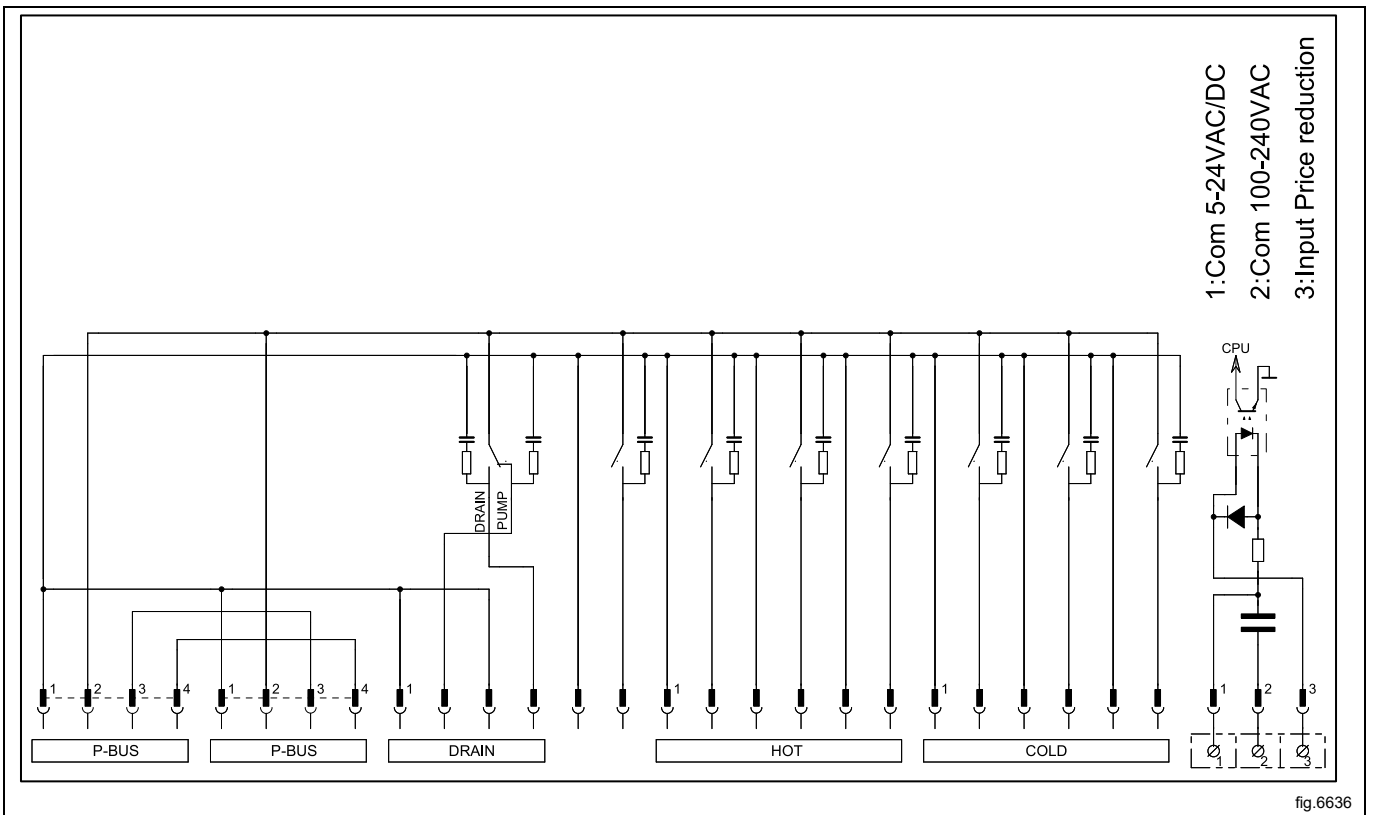 1:Com 5-24VAC/DC
2:Com 100-240VAC
3:Input Price reduction
CPU
DRAIN
PUMP
1 2 3 4 1 2 3 4 1 1 1 1 2 3
P-BUS P-BUS DRAIN HOT COLD 1 2 3
fig.6636